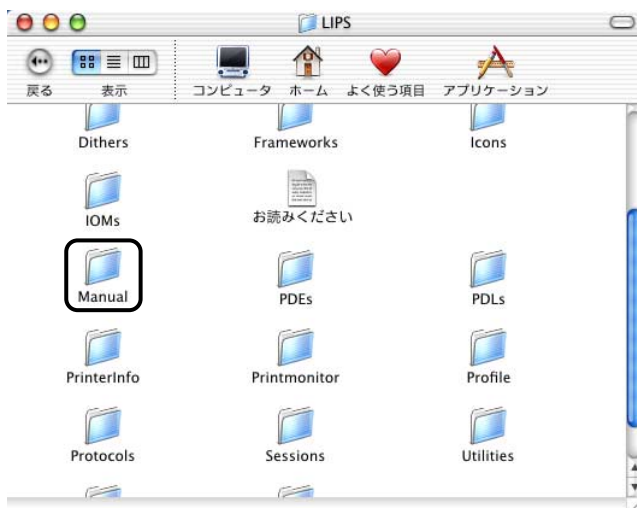 LIPS
戻る 表示 コンピュータ ホーム よく使う項目 アプリケーション
Dithers Frameworks Icons
IOMs お読みください
Manual PDEs PDLs
PrinterInfo Printmonitor Profile
Protocols Sessions Utilities